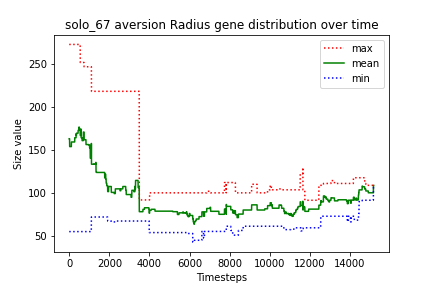 solo_67 aversion Radius gene distribution over time
max
mean
min
250
200
150
100
50
Size value
0 2000 4000 6000 8000 10000 12000 14000
Timesteps